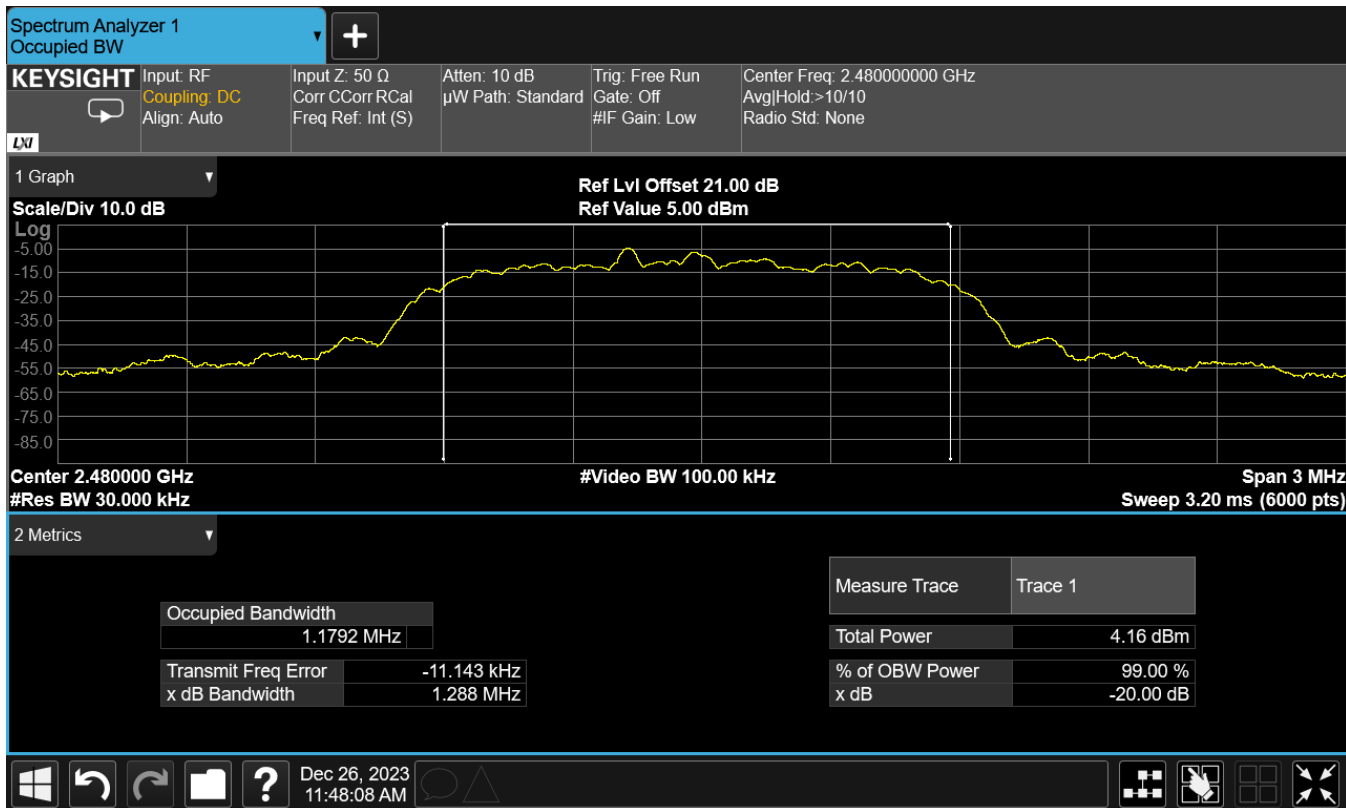 Spectrum Analyzer 1
Occupied BW
KEYSIGHT
LXI
Input: RF
Coupling: DC
Align: Auto
Input Z: 50 Ω
Corr CCorr RCal
Freq Ref: Int (S)
Atten: 10 dB
µW Path: Standard
Trig: Free Run
Gate: Off
#IF Gain: Low
Center Freq: 2.480000000 GHz
Avg|Hold:>10/10
Radio Std: None
1 Graph
Scale/Div 10.0 dB
Ref Lvl Offset 21.00 dB
Ref Value 5.00 dBm
Log
-5.00
-15.0
-25.0
-35.0
-45.0
-55.0
-65.0
-75.0
-85.0
Center 2.480000 GHz
#Video BW 100.00 kHz
Span 3 MHz
#Res BW 30.000 kHz
Sweep 3.20 ms (6000 pts)
2 Metrics
Occupied Bandwidth
1.1792 MHz
Transmit Freq Error -11.143 kHz
x dB Bandwidth 1.288 MHz
Measure Trace Trace 1
Total Power 4.16 dBm
% of OBW Power 99.00 %
x dB -20.00 dB
?
Dec 26, 2023
11:48:08 AM